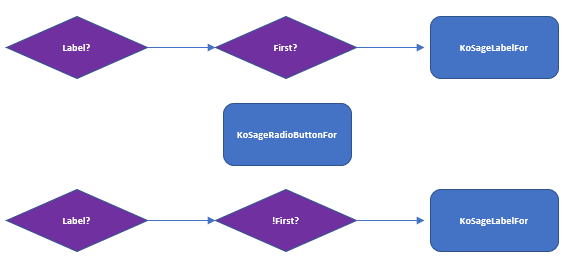 Label?
First?
KoSageLabelFor
KoSageRadioButtonFor
Label?
!First?
KoSageLabelFor